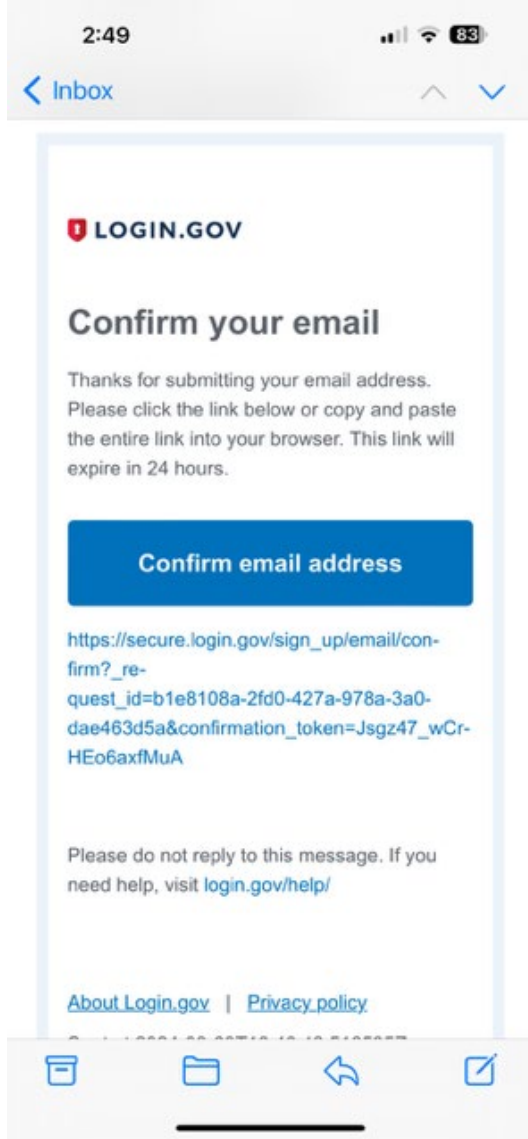 2:49
83
Inbox
LOGIN.GOV
Confirm your email
Thanks for submitting your email address.
Please click the link below or copy and paste
the entire link into your browser. This link will
expire in 24 hours.
Confirm email address
https://secure.login.gov/sign_up/email/con-
firm?_re-
quest_id=b1e8108a-2fd0-427a-978a-3a0-
dae463d5a&confirmation_token=Jsgz47_wCr-
HEo6axfMuA
Please do not reply to this message. If you
need help, visit login.gov/help/
About Login.gov | Privacy policy